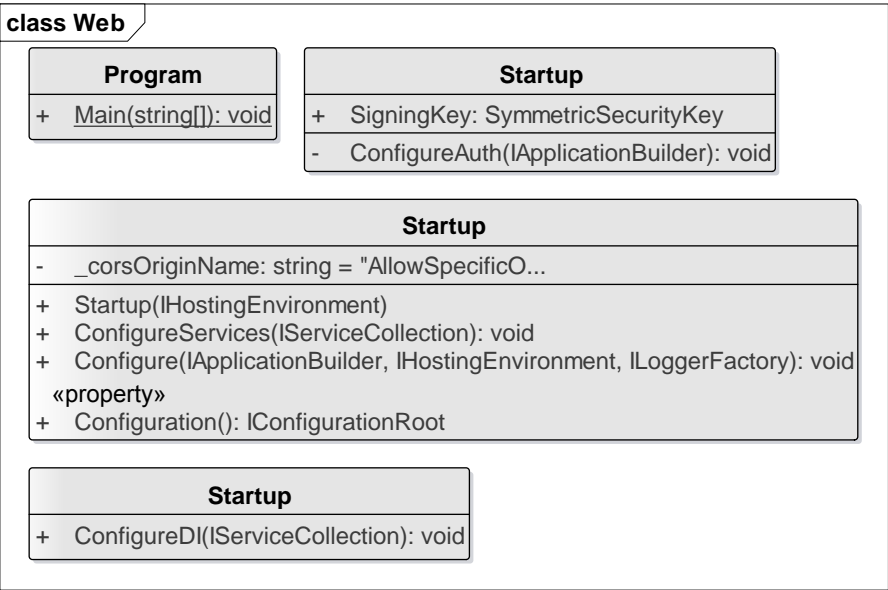 class Web
Program
+ Main(string[]): void
Startup
+ SigningKey: SymmetricSecurityKey
- ConfigureAuth(IApplicationBuilder): void
Startup
- _corsOriginName: string = "AllowSpecificO...
+ Startup(IHostingEnvironment)
+ ConfigureServices(IServiceCollection): void
+ Configure(IApplicationBuilder, IHostingEnvironment, ILoggerFactory): void
«property»
+ Configuration(): IConfigurationRoot
Startup
+ ConfigureDI(IServiceCollection): void